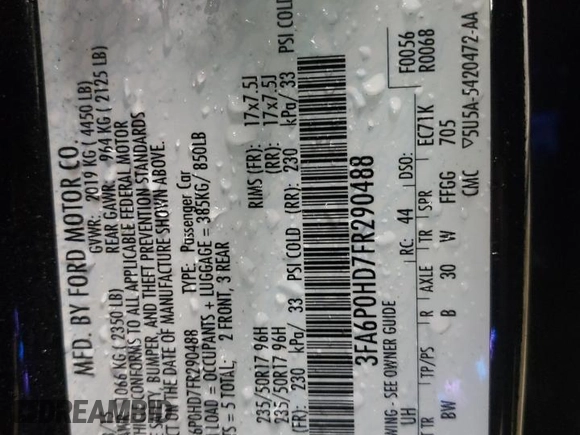 MFD. BY FORD MOTOR CO.
GVWR: 2019 KG ( 4450 LB)
066 KG ( 2350 LB) REAR GAWR: 964 KG ( 2125 LB)
CONFORMS TO ALL APPLICABLE FEDERAL MOTOR
SAFETY, BUMPER, AND THEFT PREVENTION STANDARDS
THE DATE OF MANUFACTURE SHOWN ABOVE.
6P0HD7FR290488 TYPE: Passenger Car
LOAD = OCCUPANTS + LUGGAGE = 385KG/ 850LB
TS = 5 TOTAL: 2 FRONT, 3 REAR
235/50R17 96H RIMS (FR): 17x7.5J
235/50R17 96H (RR): 17x7.5J
(FR): 230 kPa/ 33 PSI COLD (RR): 230 kPa/ 33 PSI COLD
3FA6P0HD7FR290488
WING - SEE OWNER GUIDE
F0056
UH RC: 44 DSO: R0068
TR TP/PS R AXLE TR SPR EC71K
BW B 30 W FFGG 705
CMC ▽5U5A-5420472-AA
DREAMBID